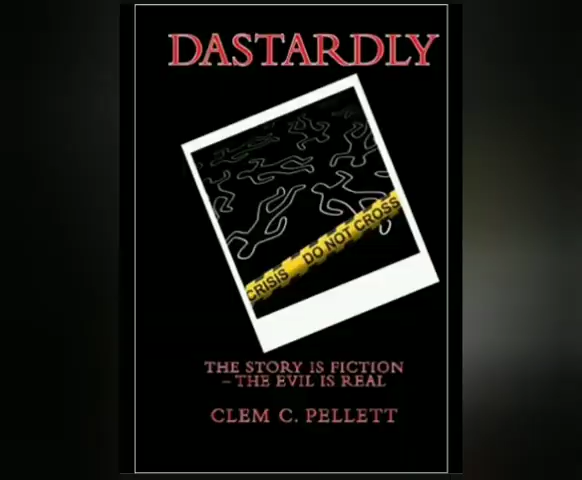 DASTARDLY
CRISIS DO NOT CROSS
THE STORY IS FICTION
– THE EVIL IS REAL
CLEM C. PELLETT